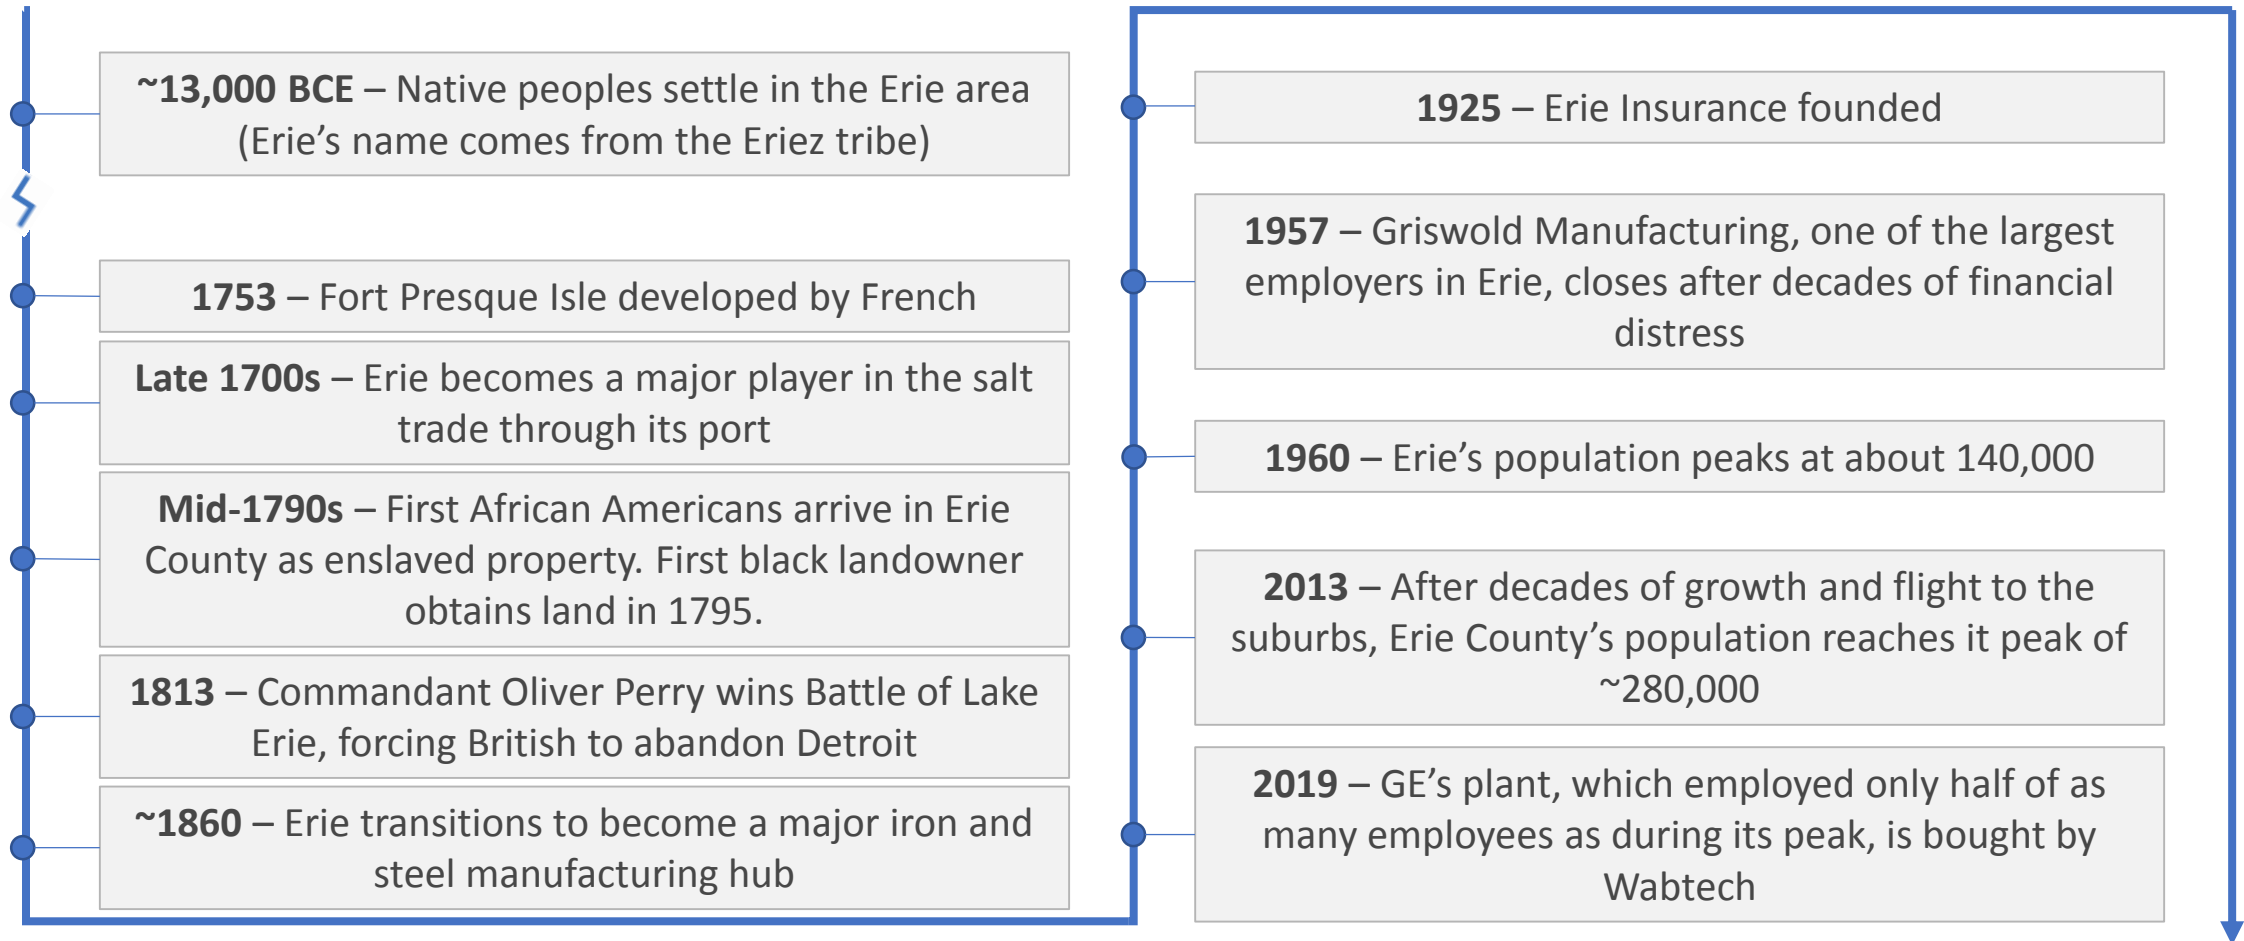 ~13,000 BCE – Native peoples settle in the Erie area
(Erie’s name comes from the Eriez tribe)
1753 – Fort Presque Isle developed by French
Late 1700s – Erie becomes a major player in the salt
trade through its port
Mid-1790s – First African Americans arrive in Erie
County as enslaved property. First black landowner
obtains land in 1795.
1813 – Commandant Oliver Perry wins Battle of Lake
Erie, forcing British to abandon Detroit
~1860 – Erie transitions to become a major iron and
steel manufacturing hub
1925 – Erie Insurance founded
1957 – Griswold Manufacturing, one of the largest
employers in Erie, closes after decades of financial
distress
1960 – Erie’s population peaks at about 140,000
2013 – After decades of growth and flight to the
suburbs, Erie County’s population reaches it peak of
~280,000
2019 – GE’s plant, which employed only half of as
many employees as during its peak, is bought by
Wabtech